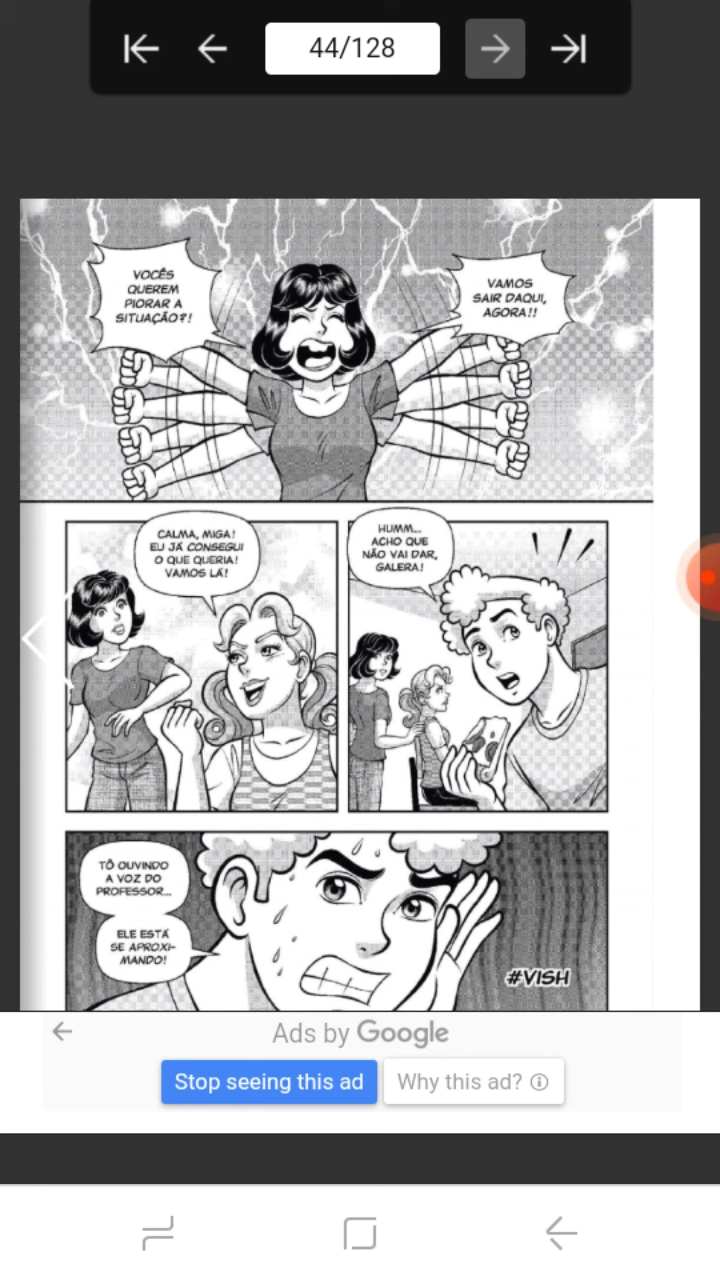 44/128
VOCÊS
QUEREM
PIORAR A
SITUAÇÃO?!
VAMOS
SAIR DAQUI,
AGORA!!
CALMA, MIGA!
EU JÁ CONSEGUI
O QUE QUERIA!
VAMOS LÁ!
HUMM...
ACHO QUE
NÃO VAI DAR,
GALERA!
TÔ OUVINDO
A VOZ DO
PROFESSOR...
ELE ESTÁ
SE APROXI-
MANDO!
#VISH
Ads by Google
Stop seeing this ad
Why this ad?